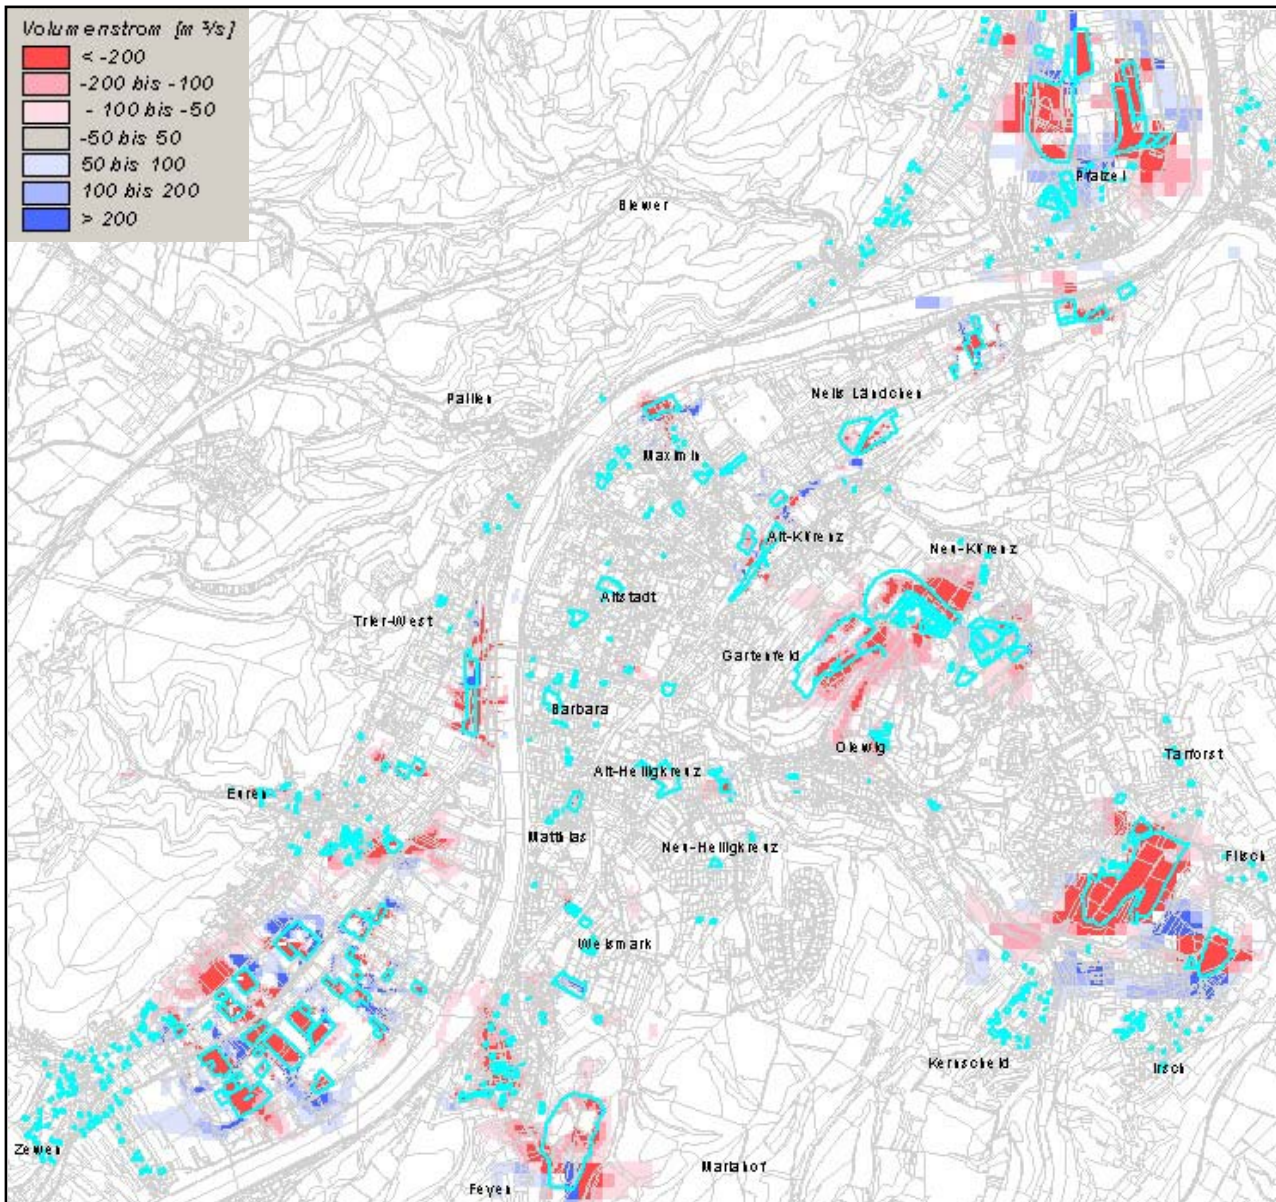 Volumenstrom [m³/s]
< -200
-200 bis -100
- 100 bis -50
-50 bis 50
50 bis 100
100 bis 200
> 200
Pfalzel
Biewer
Nells Ländchen
Pallien
Maximin
Alt-Kürenz
Neu-Kürenz
Altstadt
Trier-West
Gartenfeld
Barbara
Olewig
Tarforst
Alt-Heiligkreuz
Euren
Matthias
Neu-Heiligkreuz
Filsch
Weismark
Kernscheid
Irsch
Zewen
Mariahof
Feyen